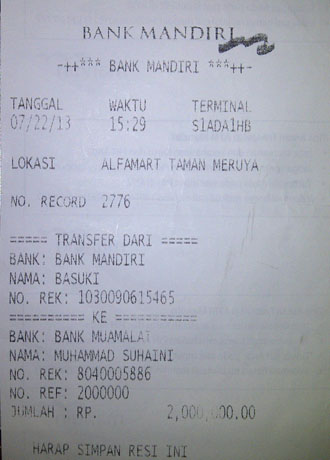 BANK MANDIRI
-++*** BANK MANDIRI ***++-
TANGGAL WAKTU TERMINAL
07/22/13 15:29 S1ADA1HB
LOKASI ALFAMART TAMAN MERUYA
NO. RECORD 2776
===== TRANSFER DARI =====
BANK: BANK MANDIRI
NAMA: BASUKI
NO. REK: 1030090615465
========== KE ===========
BANK: BANK MUAMALAT
NAMA: MUHAMMAD SUHAINI
NO. REK: 8040005886
NO. REF: 2000000
JUMLAH : RP. 2,000,000.00
HARAP SIMPAN RESI INI